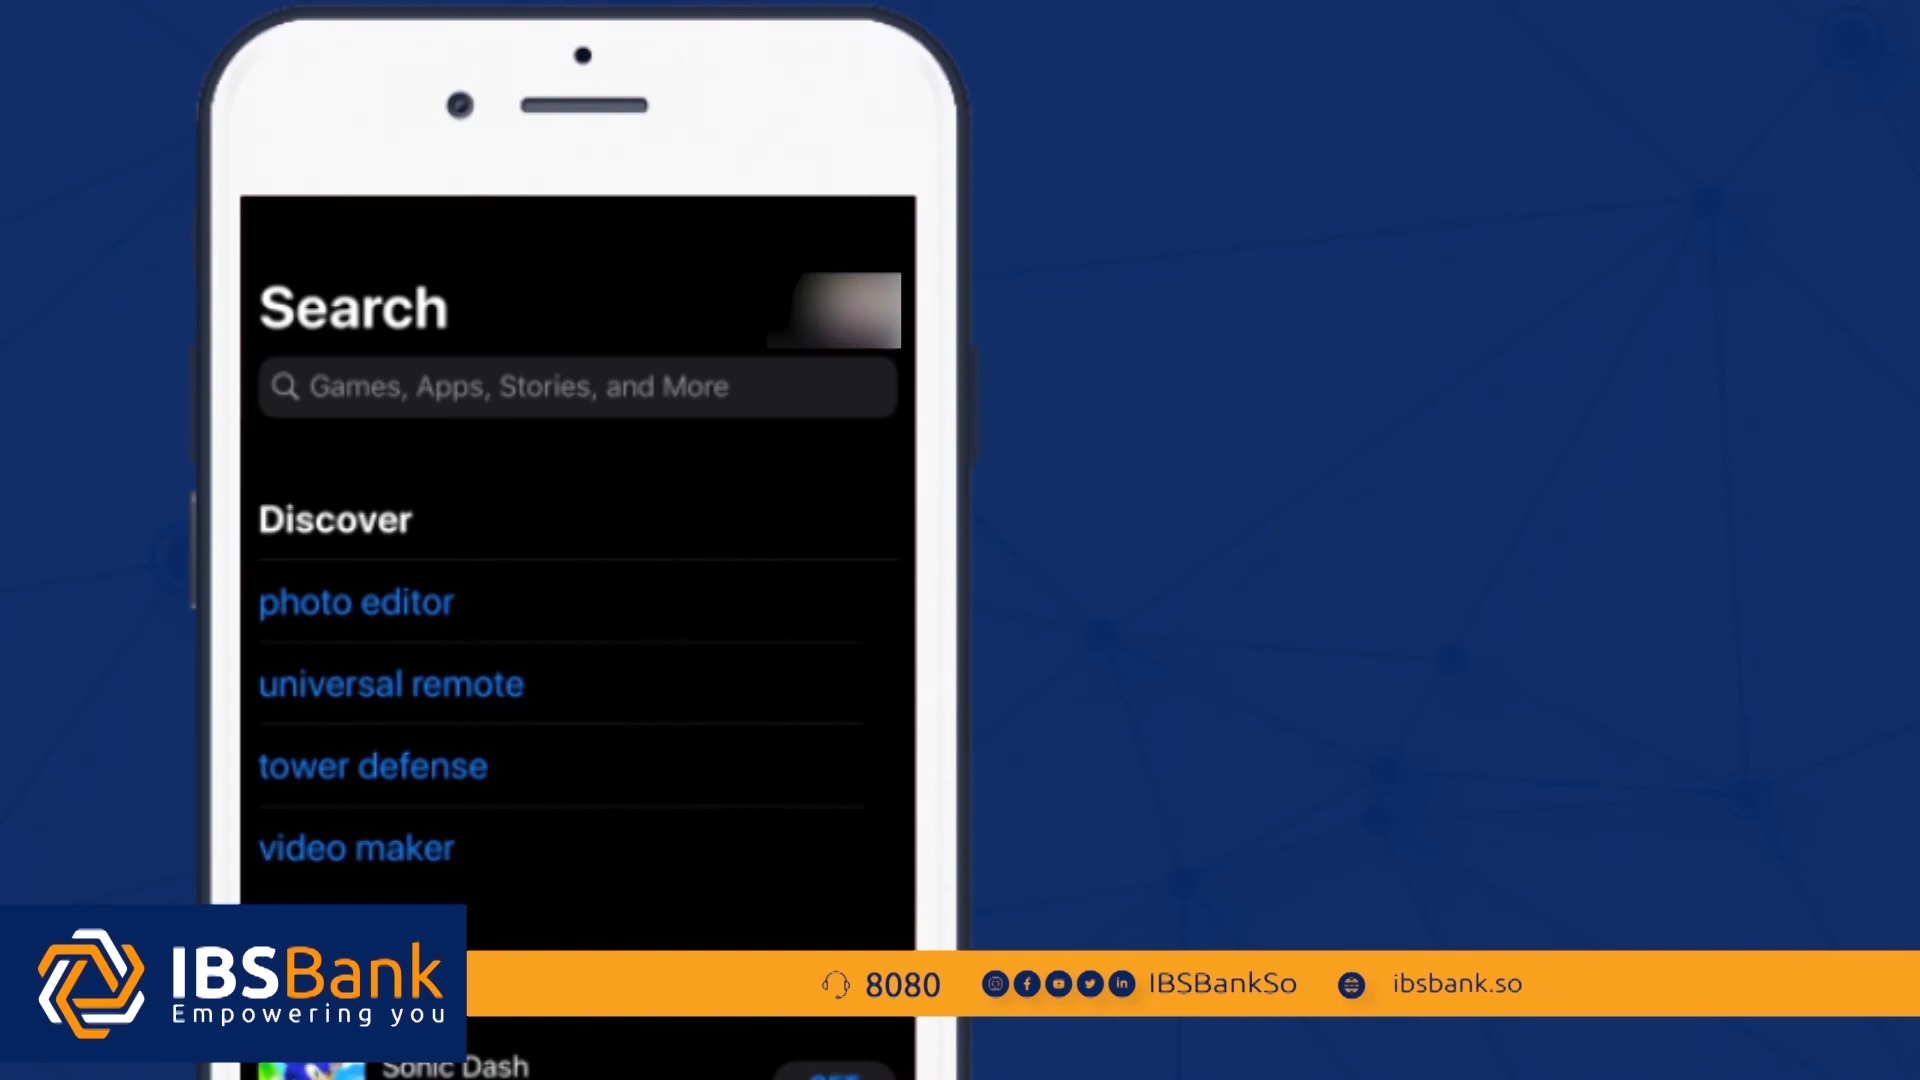 Search
Games, Apps, Stories, and More
Discover
photo editor
universal remote
tower defense
video maker
IBSBank
Empowering you
8080
IBSBankSo
ibsbank.so
Sonic Dash
GET